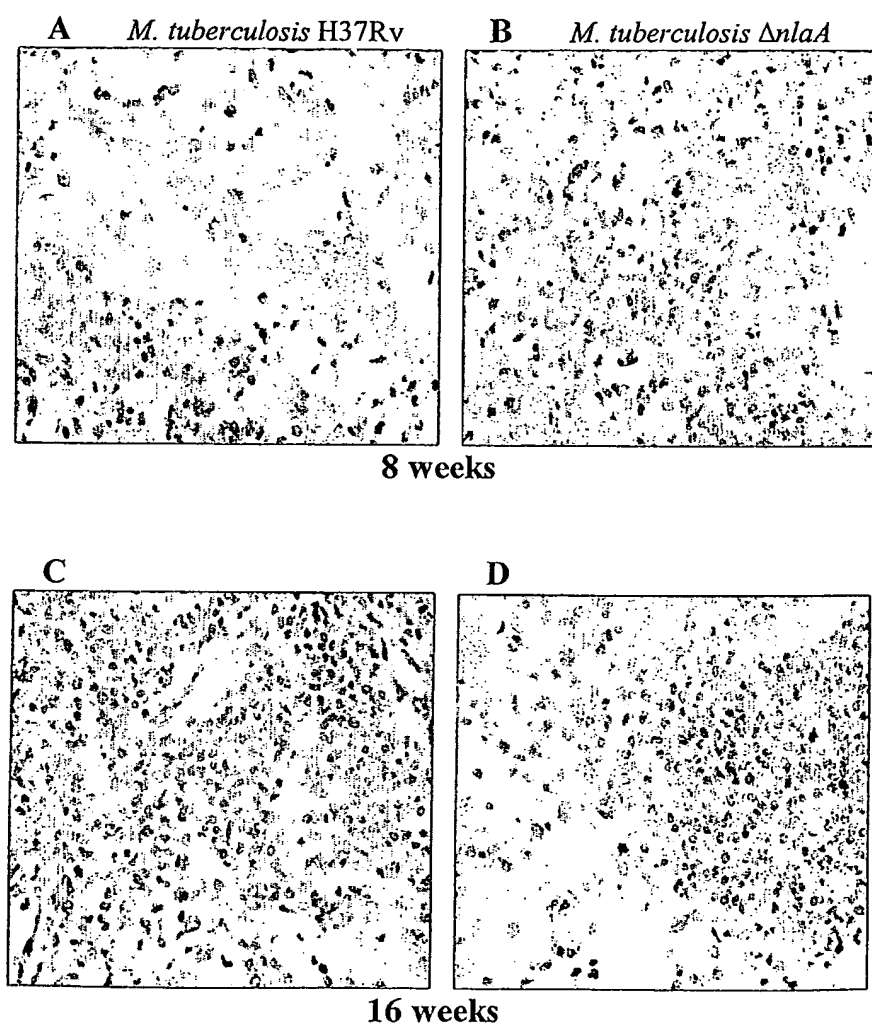 A M. tuberculosis H37Rv B M. tuberculosis ΔnlaA
8 weeks
C D
16 weeks